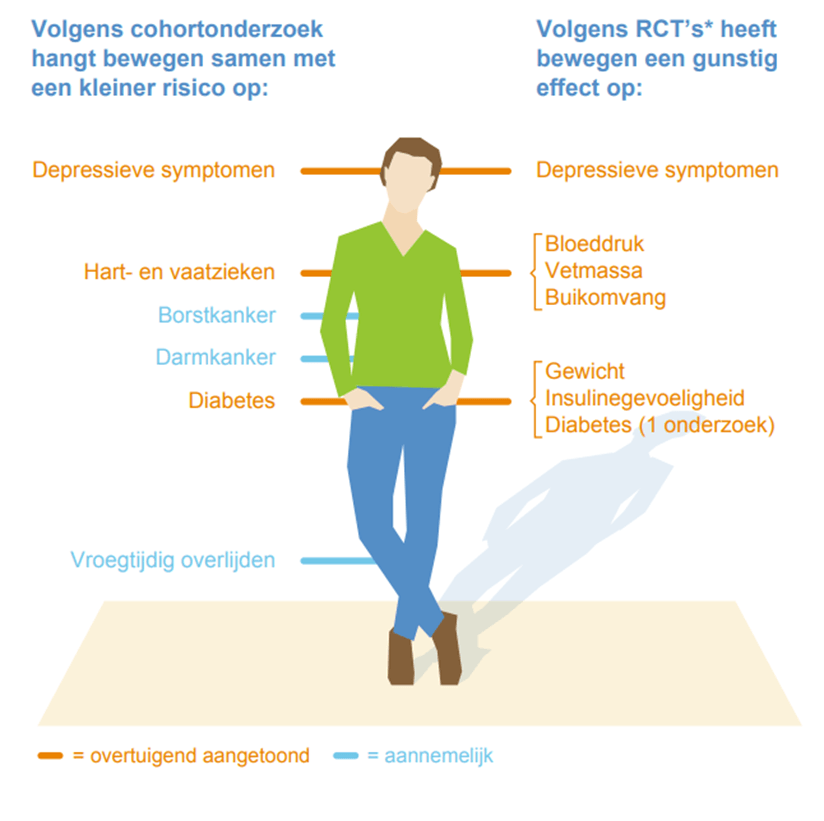 Volgens cohortonderzoek
hangt bewegen samen met
een kleiner risico op:
Volgens RCT's* heeft
bewegen een gunstig
effect op:
Depressieve symptomen
Hart- en vaatzieken
Borstkanker
Darmkanker
Diabetes
Vroegtijdig overlijden
Depressieve symptomen
Bloeddruk
Vetmassa
Buikomvang
Gewicht
Insulinegevoeligheid
Diabetes (1 onderzoek)
= overtuigend aangetoond
= aannemelijk